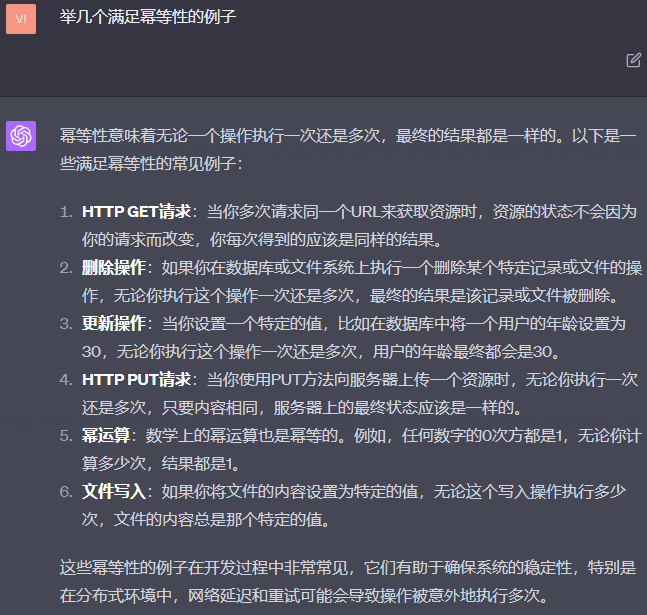 VI
举几个满足幂等性的例子
幂等性意味着无论一个操作执行一次还是多次，最终的结果都是一样的。以下是一
些满足幂等性的常见例子：
1. HTTP GET请求：当你多次请求同一个URL来获取资源时，资源的状态不会因为
你的请求而改变，你每次得到的应该是同样的结果。
2. 删除操作：如果你在数据库或文件系统上执行一个删除某个特定记录或文件的操
作，无论你执行这个操作一次还是多次，最终的结果是该记录或文件被删除。
3. 更新操作：当你设置一个特定的值，比如在数据库中将一个用户的年龄设置为
30，无论你执行这个操作一次还是多次，用户的年龄最终都会是30。
4. HTTP PUT请求：当你使用PUT方法向服务器上传一个资源时，无论你执行一次
还是多次，只要内容相同，服务器上的最终状态应该是一样的。
5. 幂运算：数学上的幂运算也是幂等的。例如，任何数字的0次方都是1，无论你计
算多少次，结果都是1。
6. 文件写入：如果你将文件的内容设置为特定的值，无论这个写入操作执行多少
次，文件的内容总是那个特定的值。
这些幂等性的例子在开发过程中非常常见，它们有助于确保系统的稳定性，特别是
在分布式环境中，网络延迟和重试可能会导致操作被意外地执行多次。